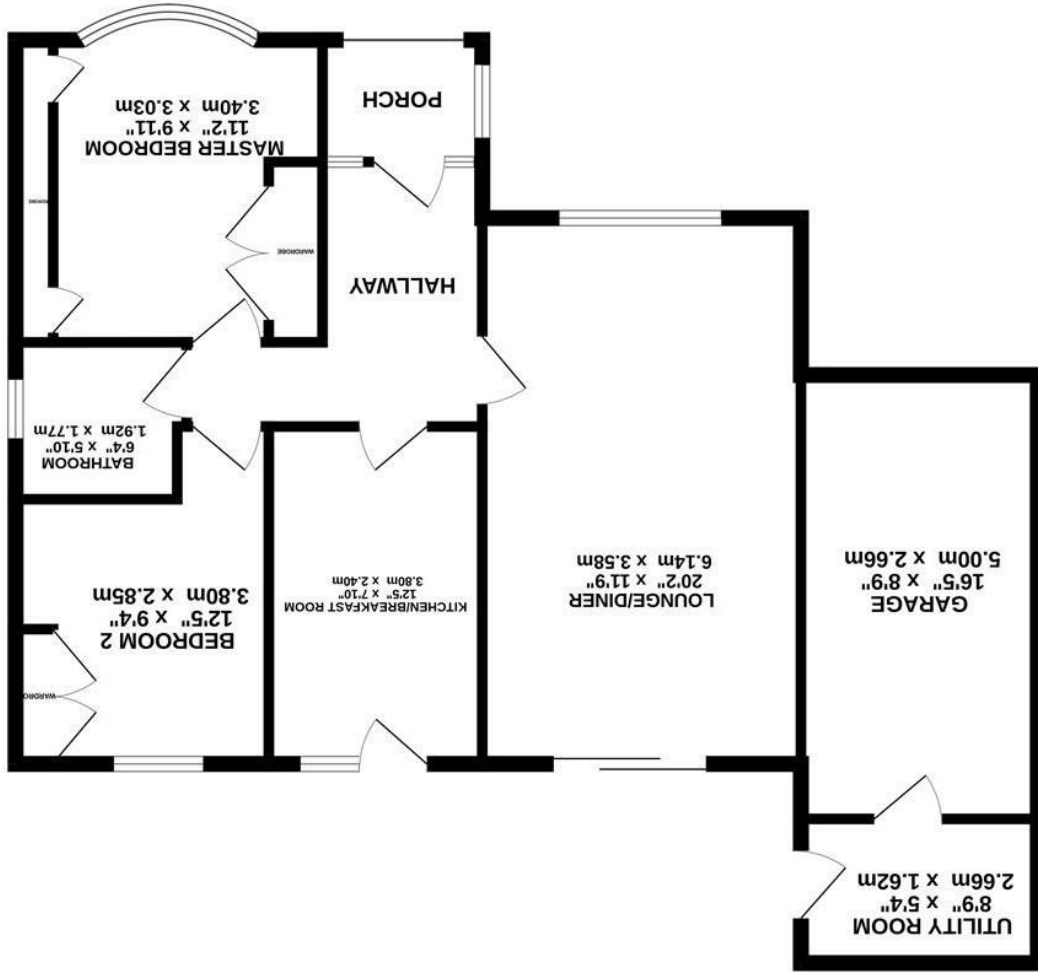 UTILITY ROOM
8'9" x 5'4"
2.66m x 1.62m
GARAGE
16'5" x 8'9"
5.00m x 2.66m
LOUNGE/DINER
20'2" x 11'9"
6.14m x 3.58m
KITCHEN/BREAKFAST ROOM
12'5" x 7'10"
3.80m x 2.40m
WARDRO
BEDROOM 2
12'5" x 9'4"
3.80m x 2.85m
BATHROOM
6'4" x 5'10"
1.92m x 1.77m
HALLWAY
WARDROBE
MASTER BEDROOM
11'2" x 9'11"
3.40m x 3.03m
PORCH